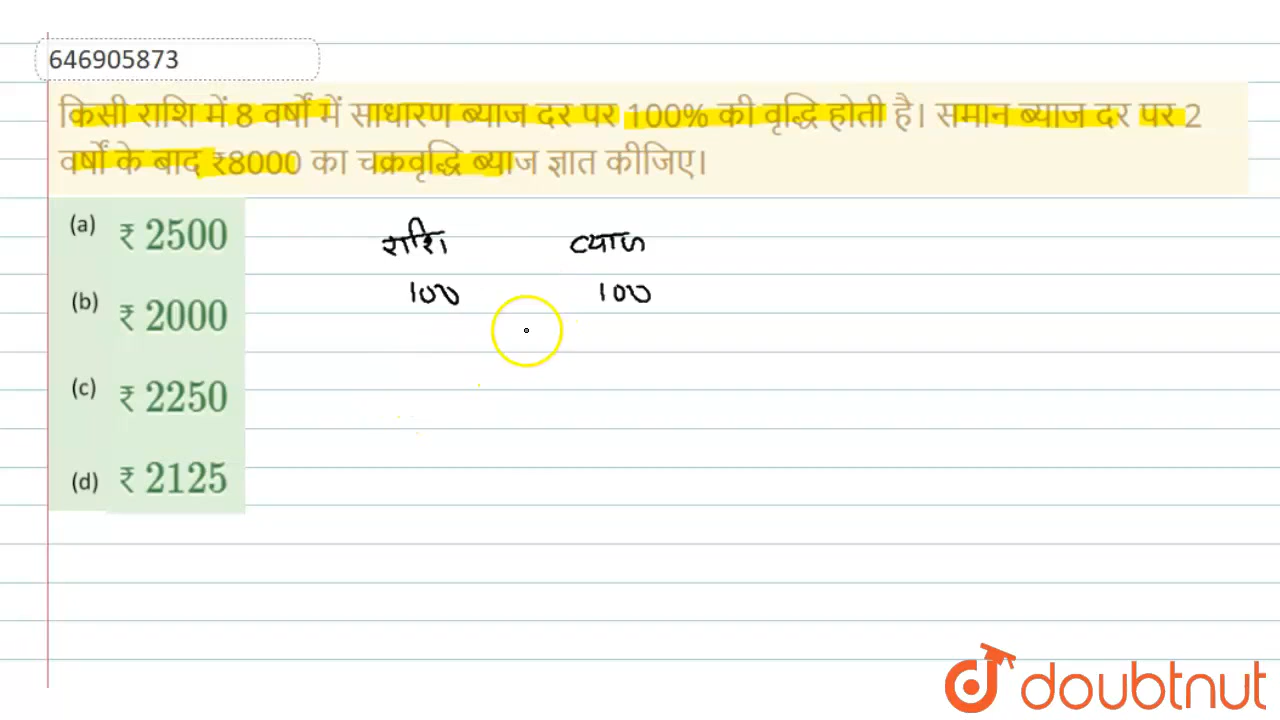 646905873
किसी राशि में 8 वर्षों में साधारण ब्याज दर पर 100% की वृद्धि होती है। समान ब्याज दर पर 2
वर्षों के बाद ₹8000 का चक्रवृद्धि ब्याज ज्ञात कीजिए।
(a) ₹ 2500
(b) ₹ 2000
(c) ₹ 2250
(d) ₹ 2125
राशि ब्याज
100 100
doubtnut